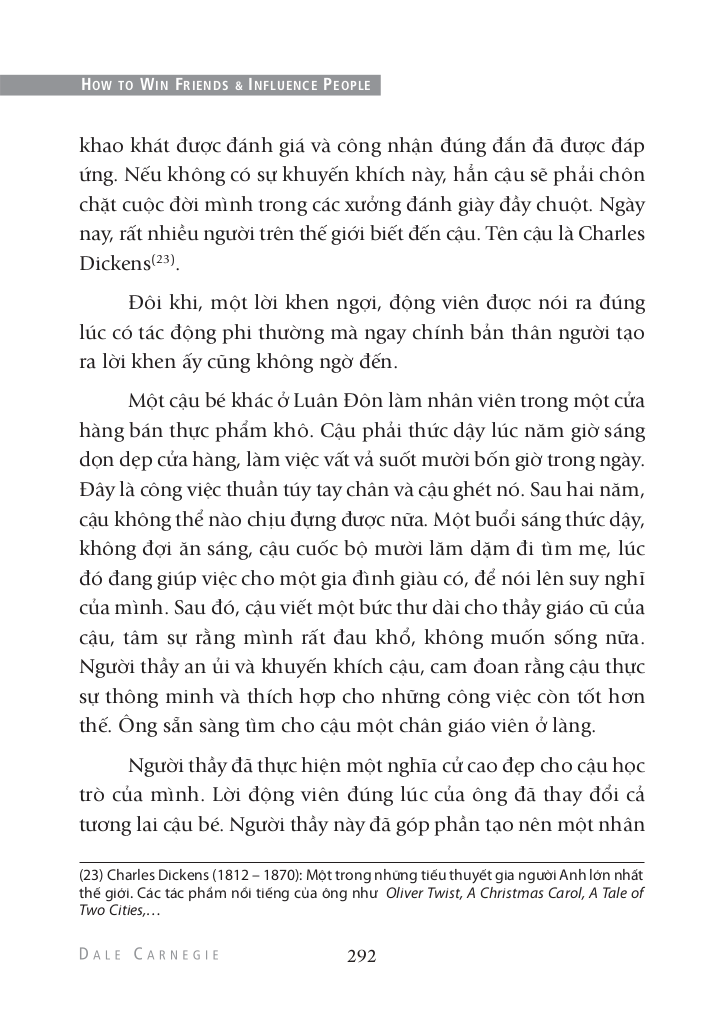 HOW TO WIN FRIENDS & INFLUENCE PEOPLE
khao khát được đánh giá và công nhận đúng đắn đã được đáp
ứng. Nếu không có sự khuyến khích này, hẳn cậu sẽ phải chôn
chặt cuộc đời mình trong các xưởng đánh giày đầy chuột. Ngày
nay, rất nhiều người trên thế giới biết đến cậu. Tên cậu là Charles
Dickens(23).
Đôi khi, một lời khen ngợi, động viên được nói ra đúng
lúc có tác động phi thường mà ngay chính bản thân người tạo
ra lời khen ấy cũng không ngờ đến.
Một cậu bé khác ở Luân Đôn làm nhân viên trong một cửa
hàng bán thực phẩm khô. Cậu phải thức dậy lúc năm giờ sáng
dọn dẹp cửa hàng, làm việc vất vả suốt mười bốn giờ trong ngày.
Đây là công việc thuần túy tay chân và cậu ghét nó. Sau hai năm,
cậu không thể nào chịu đựng được nữa. Một buổi sáng thức dậy,
không đợi ăn sáng, cậu cuốc bộ mười lăm dặm đi tìm mẹ, lúc
đó đang giúp việc cho một gia đình giàu có, để nói lên suy nghĩ
của mình. Sau đó, cậu viết một bức thư dài cho thầy giáo cũ của
cậu, tâm sự rằng mình rất đau khổ, không muốn sống nữa.
Người thầy an ủi và khuyến khích cậu, cam đoan rằng cậu thực
sự thông minh và thích hợp cho những công việc còn tốt hơn
thế. Ông sẵn sàng tìm cho cậu một chân giáo viên ở làng.
Người thầy đã thực hiện một nghĩa cử cao đẹp cho cậu học
trò của mình. Lời động viên đúng lúc của ông đã thay đổi cả
tương lai cậu bé. Người thầy này đã góp phần tạo nên một nhân
(23) Charles Dickens (1812 – 1870): Một trong những tiểu thuyết gia người Anh lớn nhất
thế giới. Các tác phẩm nổi tiếng của ông như Oliver Twist, A Christmas Carol, A Tale of
Two Cities,…
DALE CARNEGIE
292